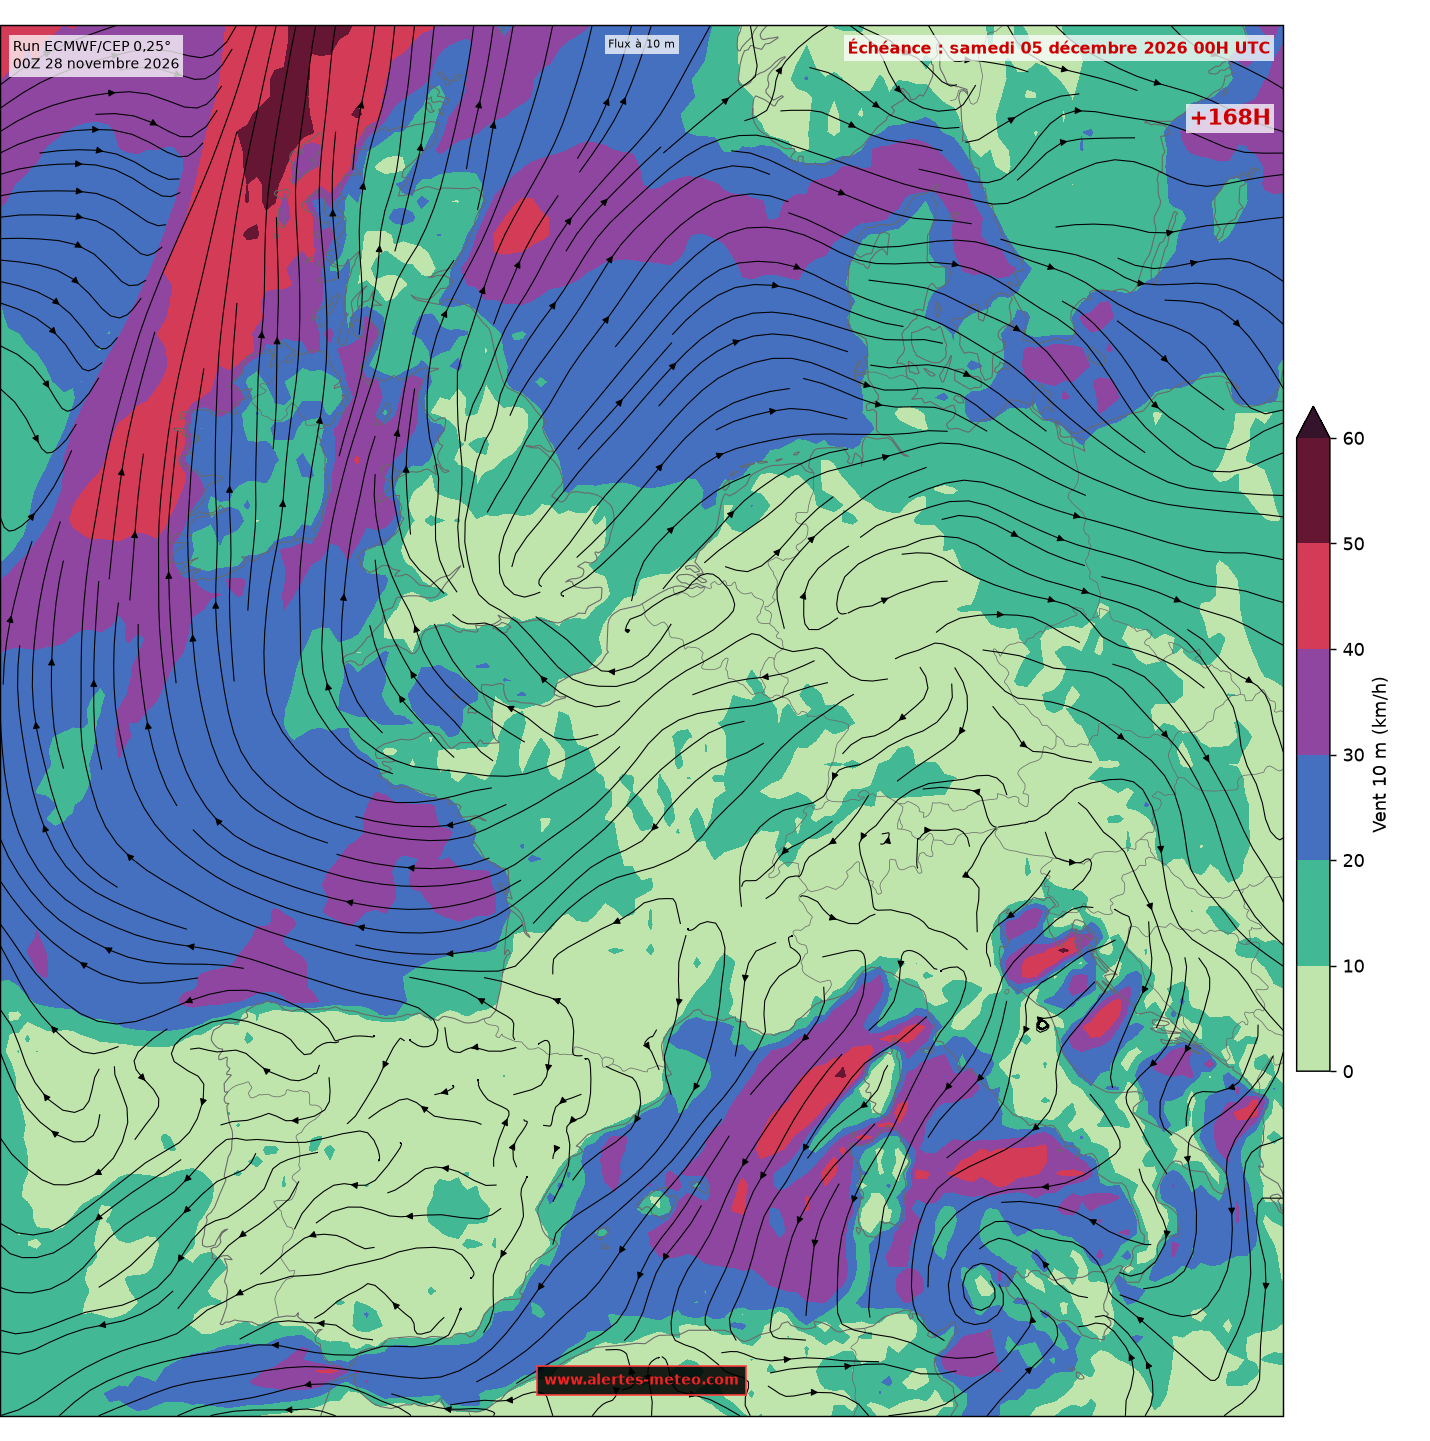 Run ECMWF/CEP 0,25°
00Z 28 novembre 2026
Flux à 10 m
Échéance : samedi 05 décembre 2026 00H UTC
+168H
60
50
40
30
20
10
0
Vent 10 m (km/h)
www.alertes-meteo.com